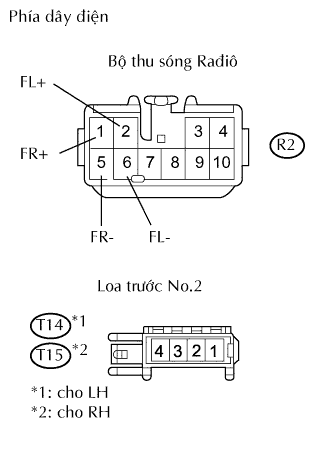 Phía dây điện
Bộ thu sóng Rađiô
FL+
1 2 3 4
FR+
R2
5 6 7 8 9 10
FR- FL-
Loa trước No.2
T14 *1
T15 *2
4 3 2 1
*1: cho LH
*2: cho RH